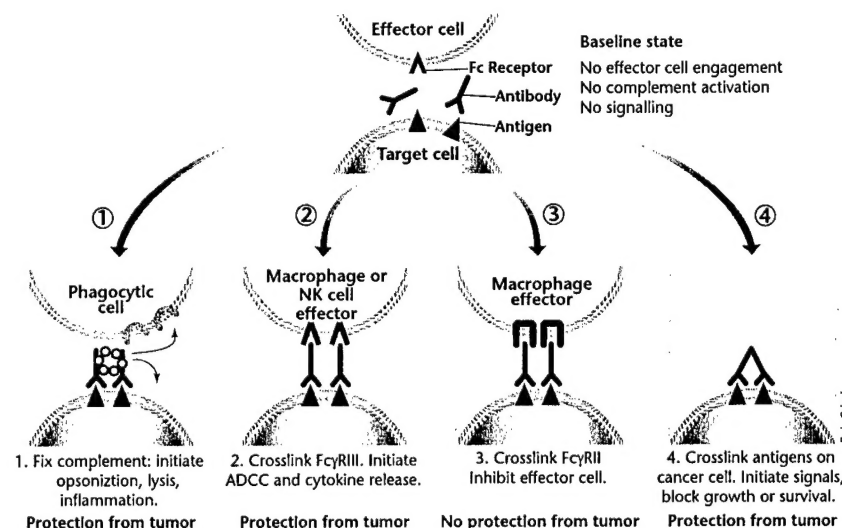 Effector cell
Baseline state
Fc Receptor
No effector cell engagement
Antibody
No complement activation
No signalling
Antigen
Target cell
①
②
③
④
Phagocytic
cell
Macrophage or
NK cell
effector
Macrophage
effector
1. Fix complement: initiate
opsoniztion, lysis,
inflammation.
Protection from tumor
2. Crosslink FcγRIII. Initiate
ADCC and cytokine release.
Protection from tumor
3. Crosslink FcγRII
Inhibit effector cell.
No protection from tumor
4. Crosslink antigens on
cancer cell. Initiate signals,
block growth or survival.
Protection from tumor